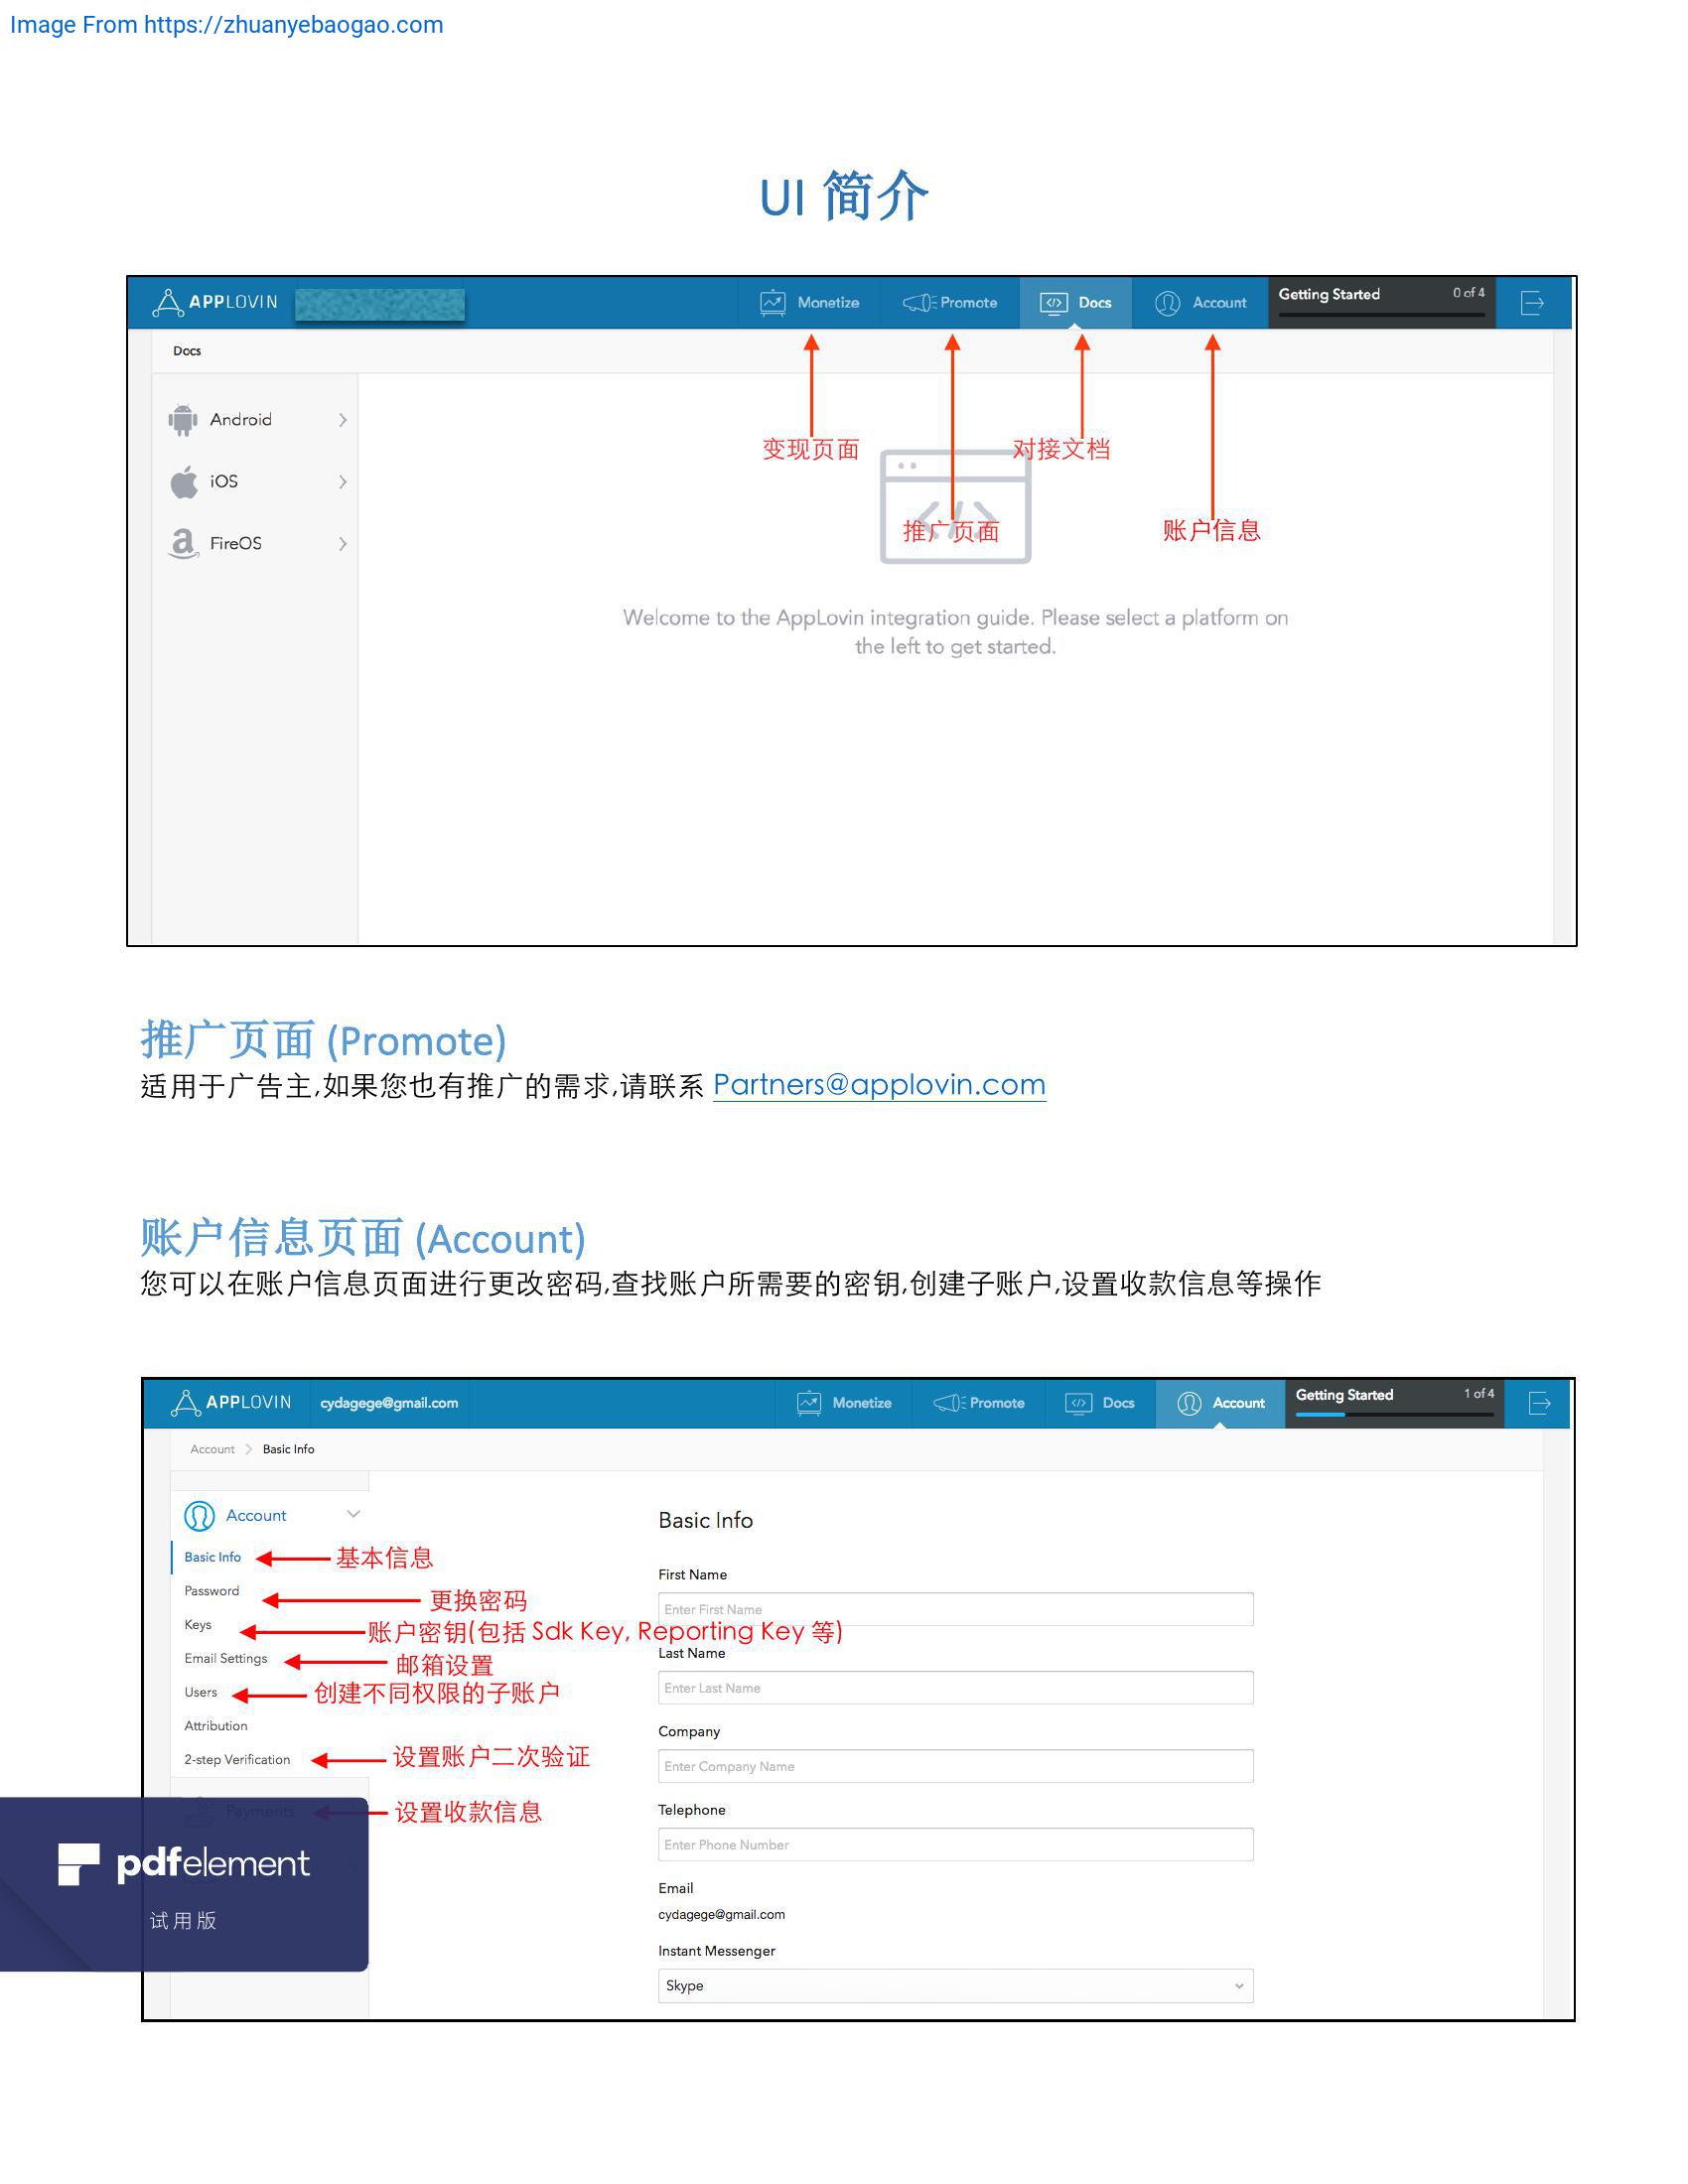 Image From https://zhuanyebaogao.com
UI 简介
APPLOVIN
Monetize
Promote
Docs
Account
Getting Started
0 of 4
Docs
Android
iOS
FireOS
变现页面
对接文档
推广页面
账户信息
Welcome to the AppLovin integration guide. Please select a platform on
the left to get started.
推广页面 (Promote)
适用于广告主,如果您也有推广的需求,请联系 Partners@applovin.com
账户信息页面 (Account)
您可以在账户信息页面进行更改密码,查找账户所需要的密钥,创建子账户,设置收款信息等操作
APPLOVIN
cydagege@gmail.com
Monetize
Promote
Docs
Account
Getting Started
1 of 4
Account > Basic Info
Account
Basic Info
基本信息
Password
更换密码
Keys
账户密钥(包括 Sdk Key, Reporting Key 等)
Email Settings
邮箱设置
Users
创建不同权限的子账户
Attribution
2-step Verification
设置账户二次验证
Payments
设置收款信息
Basic Info
First Name
Enter First Name
Last Name
Enter Last Name
Company
Enter Company Name
Telephone
Enter Phone Number
Email
cydagege@gmail.com
Instant Messenger
Skype
pdfelement
试用版